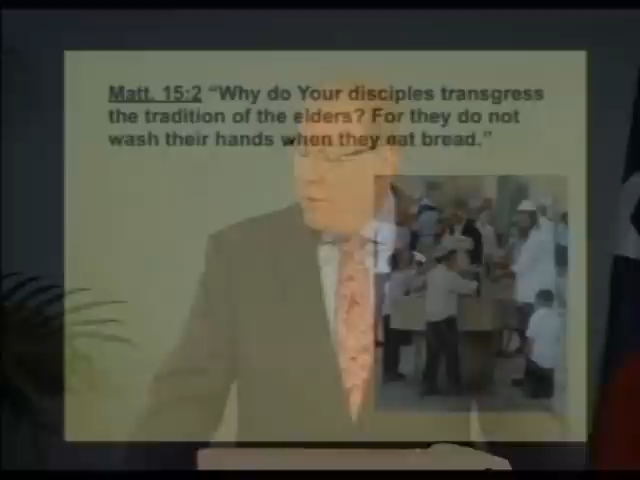 Matt. 15:2 “Why do Your disciples transgress
the tradition of the elders? For they do not
wash their hands when they eat bread.”